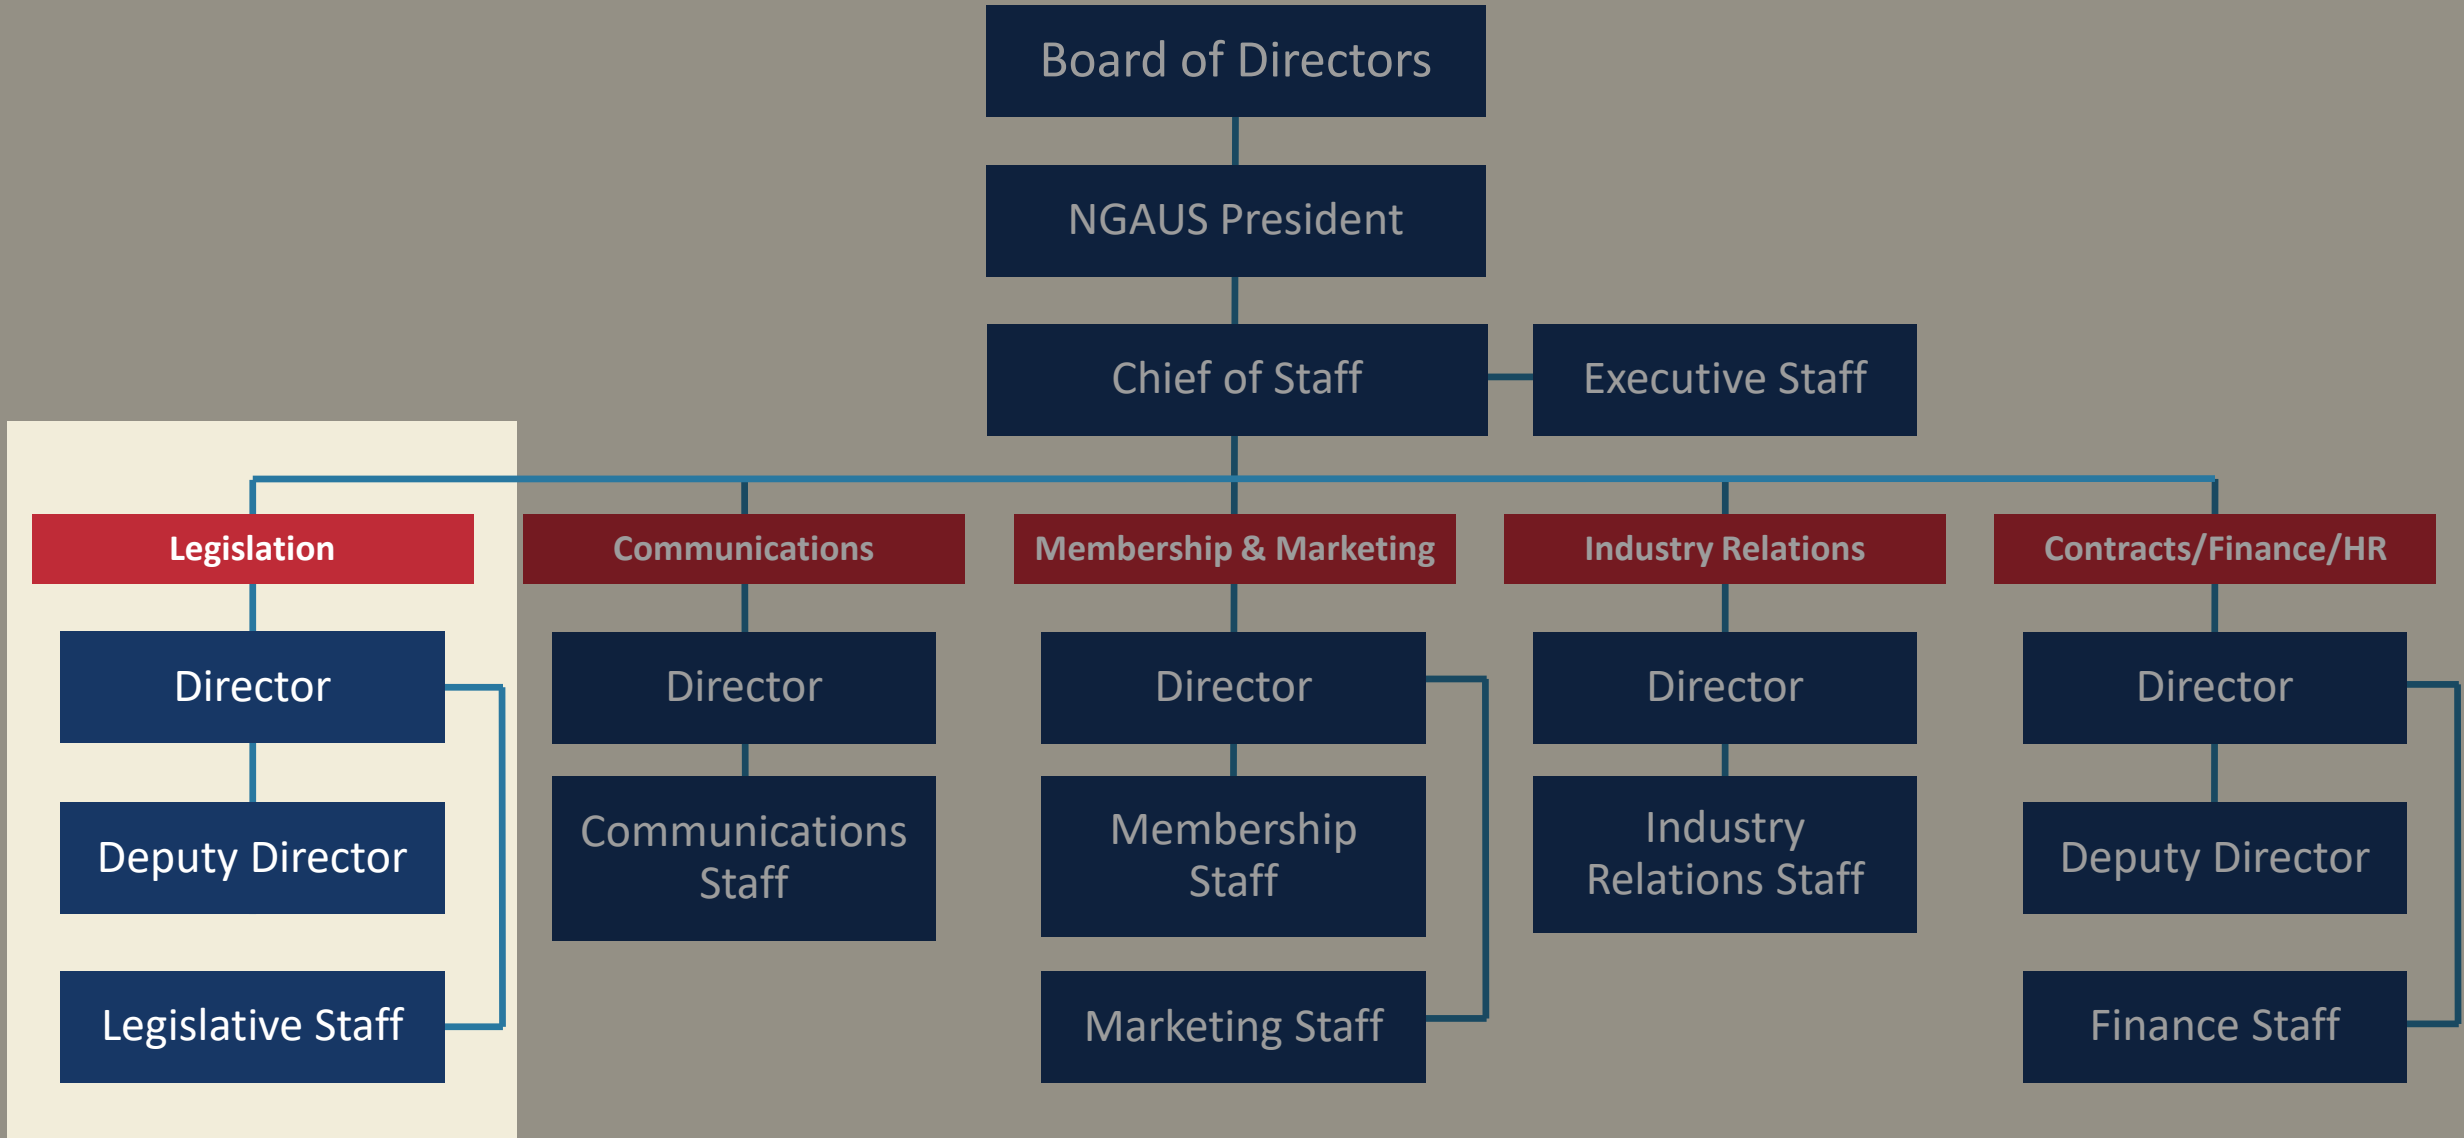 Board of Directors
NGAUS President
Chief of Staff
Executive Staff
Legislation
Communications
Membership & Marketing
Industry Relations
Contracts/Finance/HR
Director
Director
Director
Director
Director
Deputy Director
Communications
Staff
Membership
Staff
Industry
Relations Staff
Deputy Director
Legislative Staff
Marketing Staff
Finance Staff